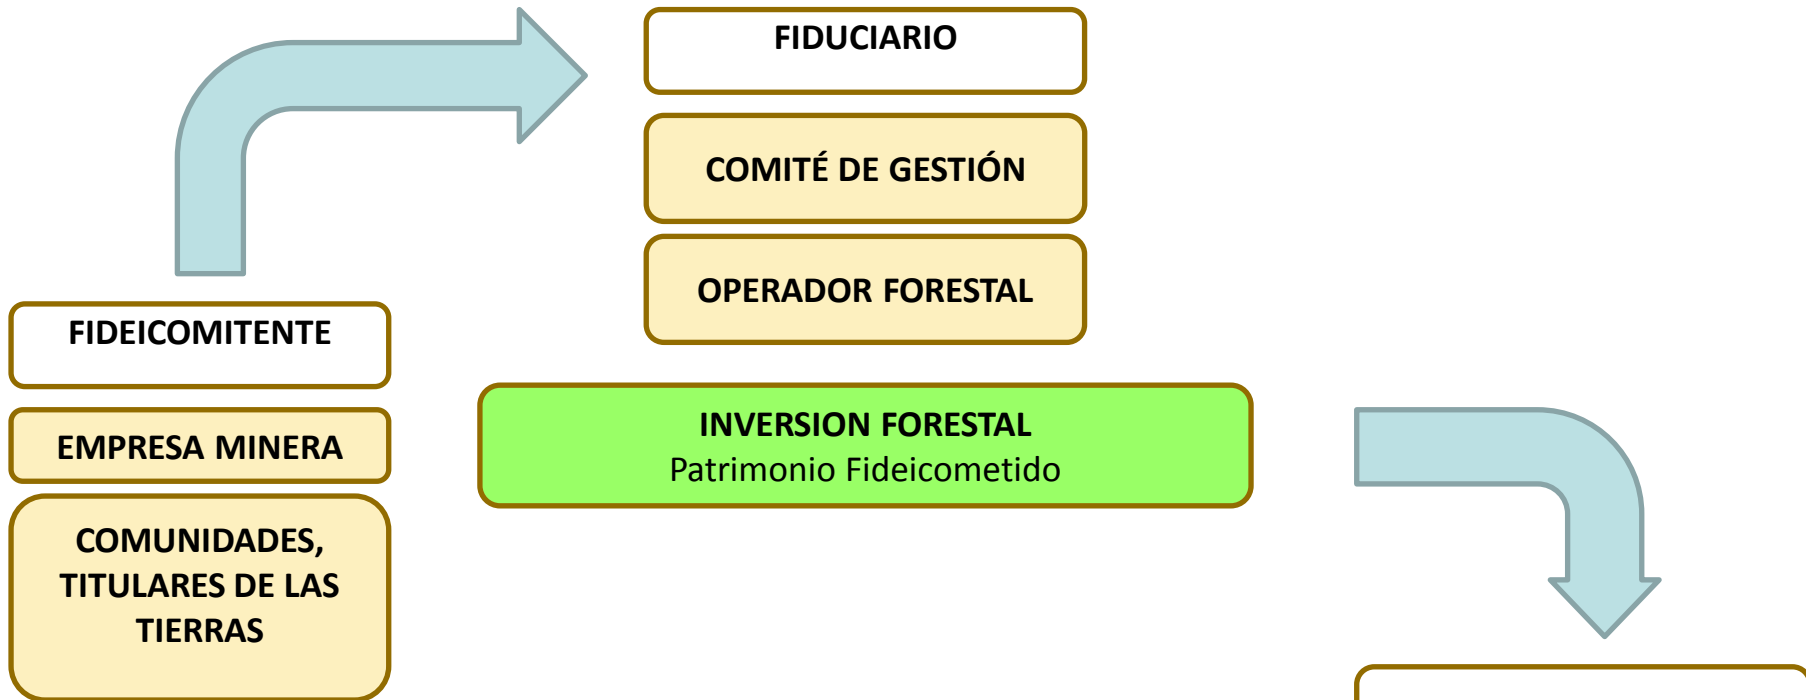 FIDUCIARIO
COMITÉ DE GESTIÓN
OPERADOR FORESTAL
FIDEICOMITENTE
EMPRESA MINERA
COMUNIDADES,
TITULARES DE LAS
TIERRAS
INVERSION FORESTAL
Patrimonio Fideicometido